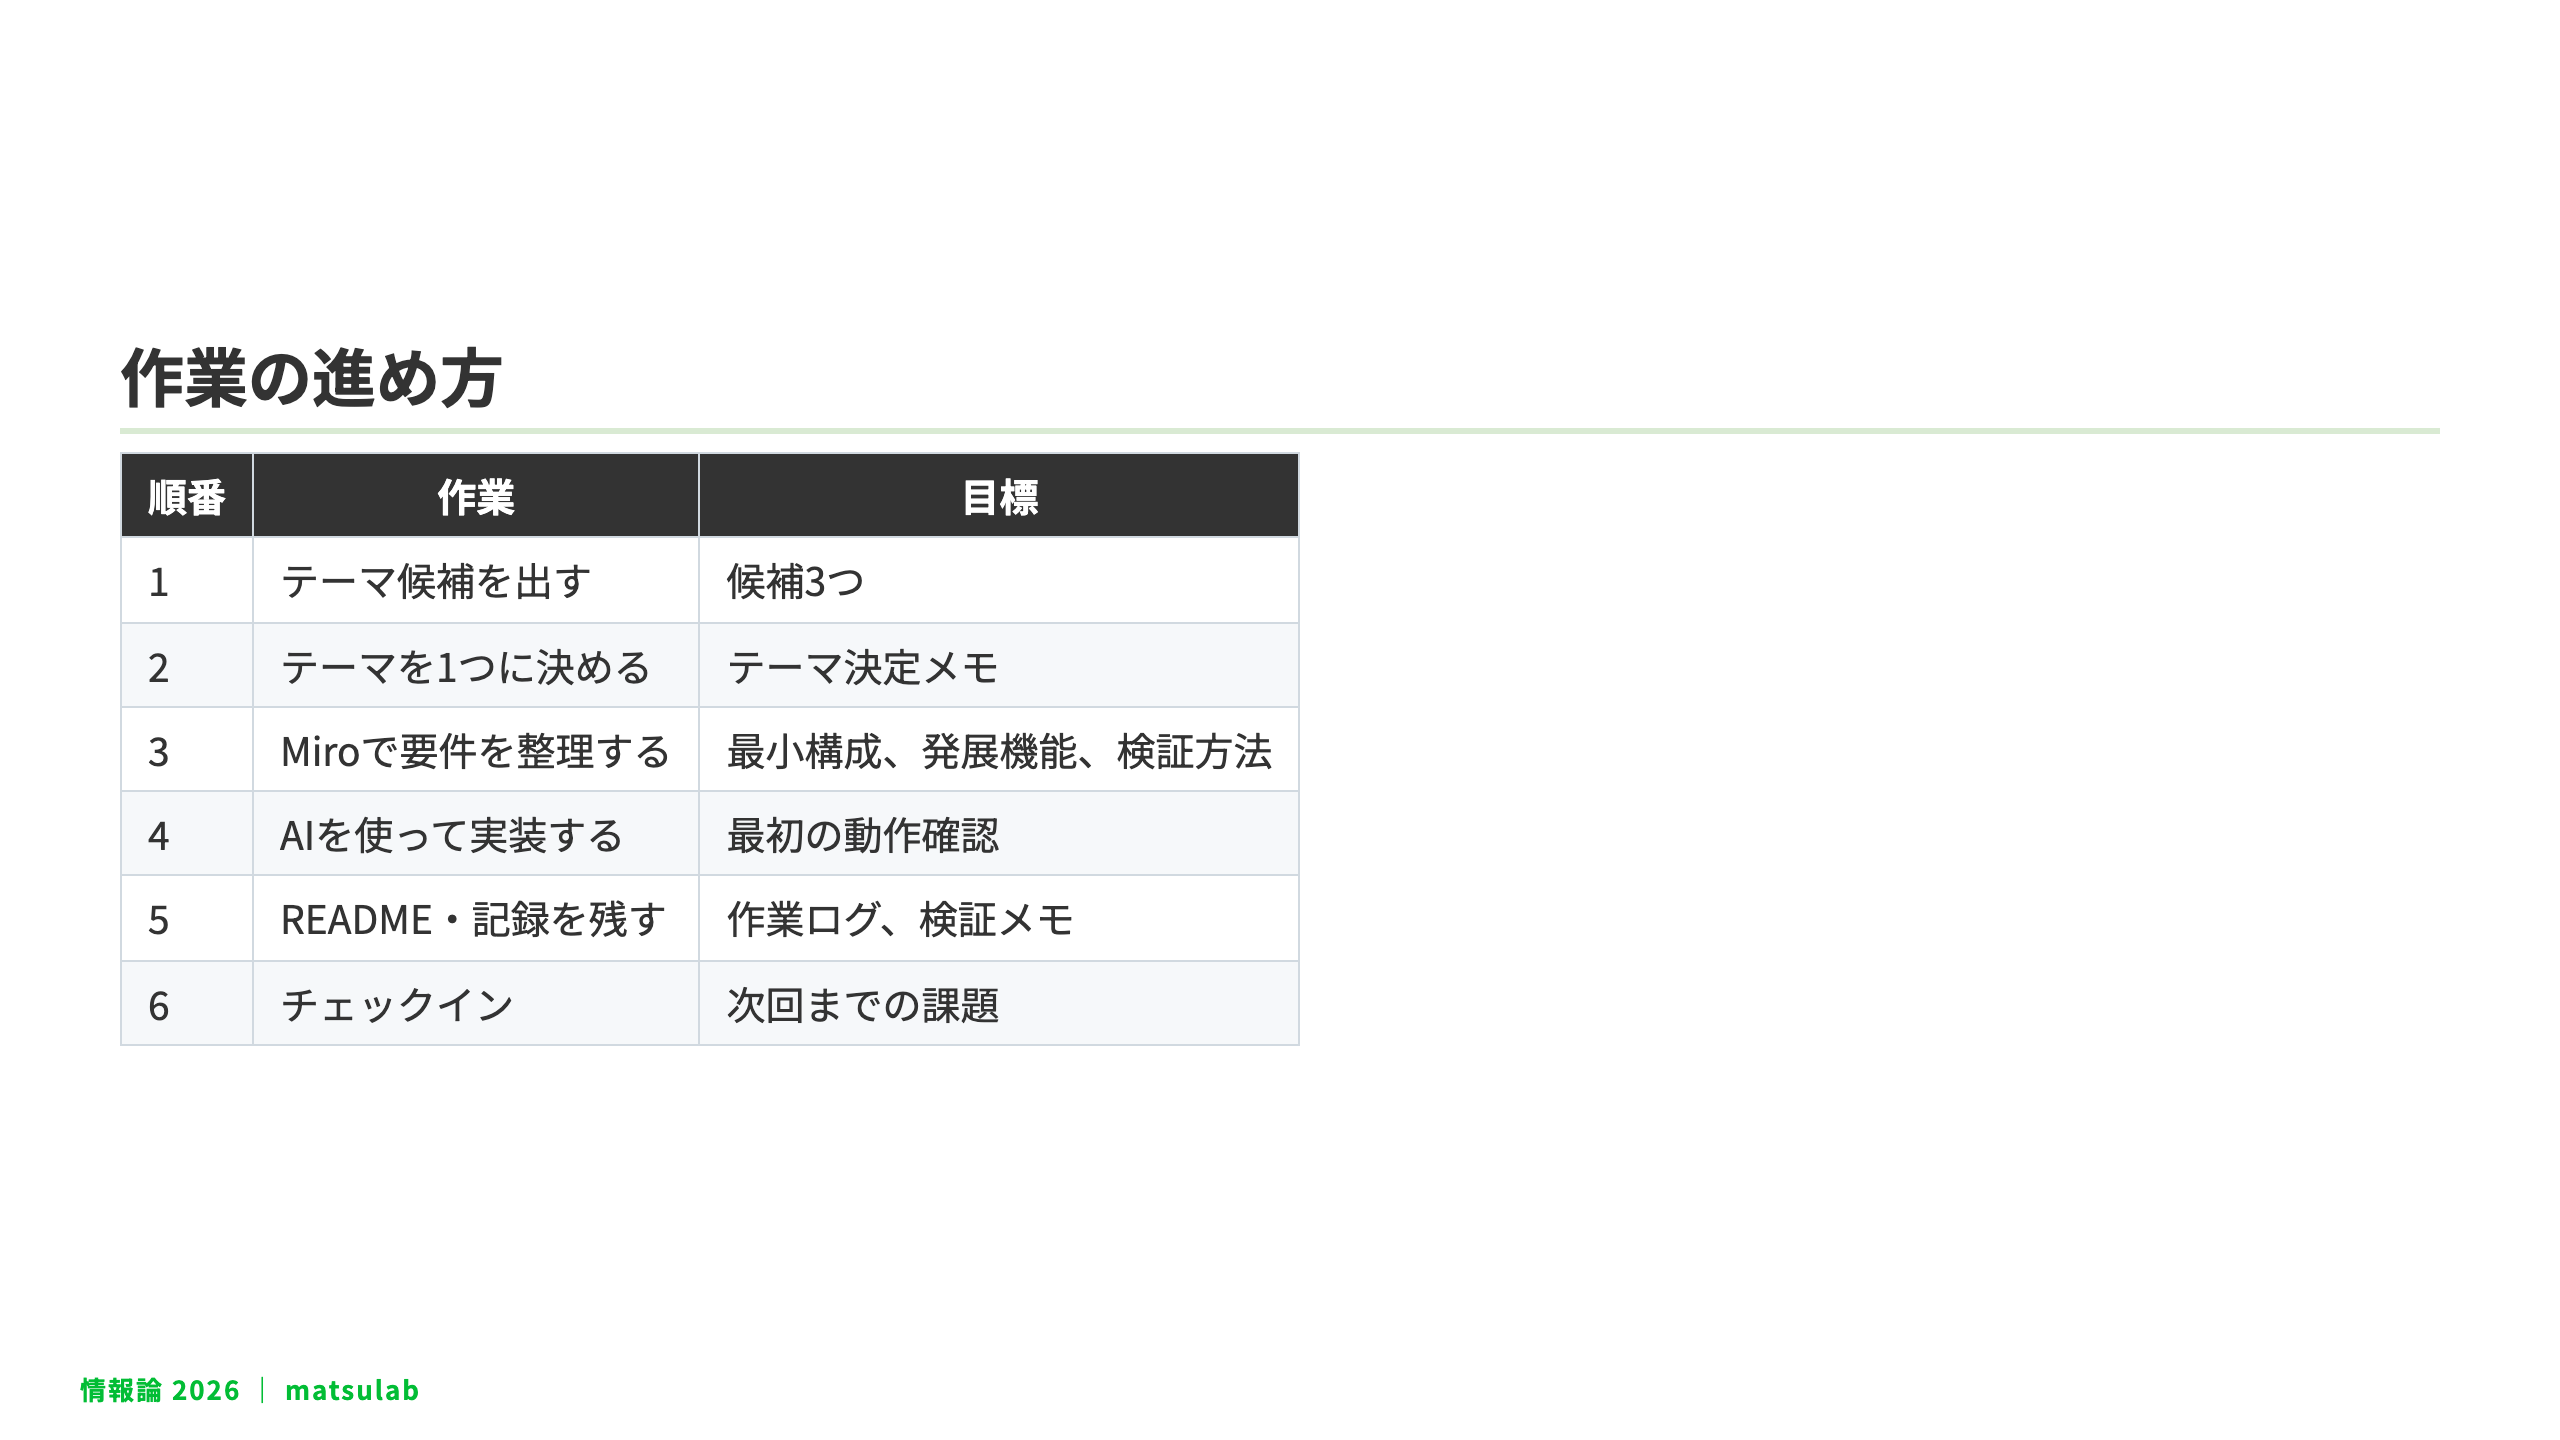 作業の進め方
順番 作業 目標
1 テーマ候補を出す 候補3つ
2 テーマを1つに決める テーマ決定メモ
3 Miroで要件を整理する 最小構成、発展機能、検証方法
4 AIを使って実装する 最初の動作確認
5 README・記録を残す 作業ログ、検証メモ
6 チェックイン 次回までの課題
情報論 2026 ｜ matsulab